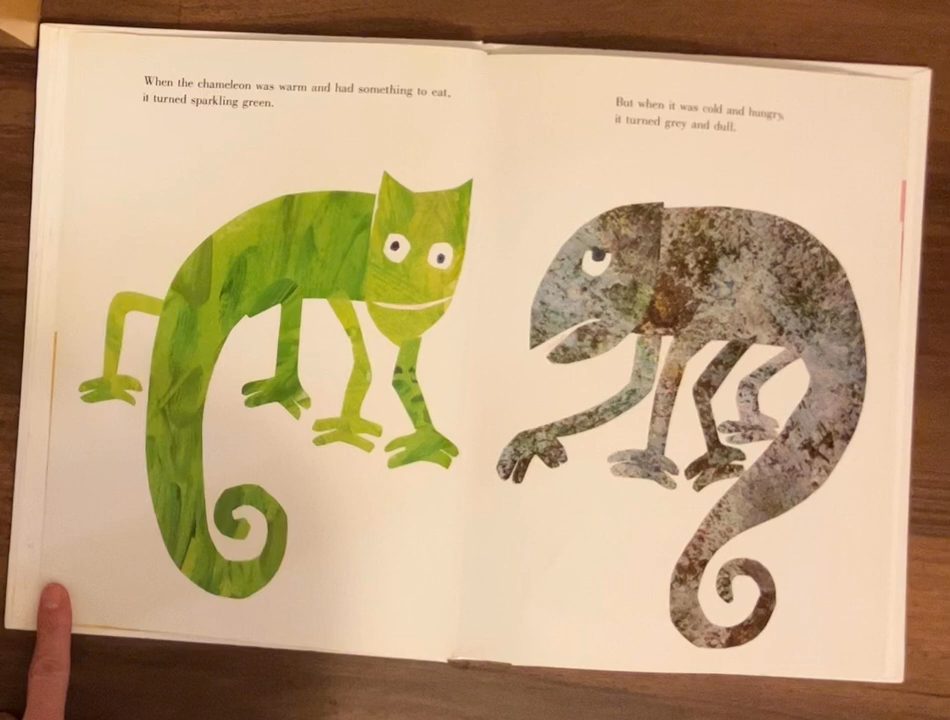 When the chameleon was warm and had something to eat,
it turned sparkling green.
But when it was cold and hungry,
it turned grey and dull.